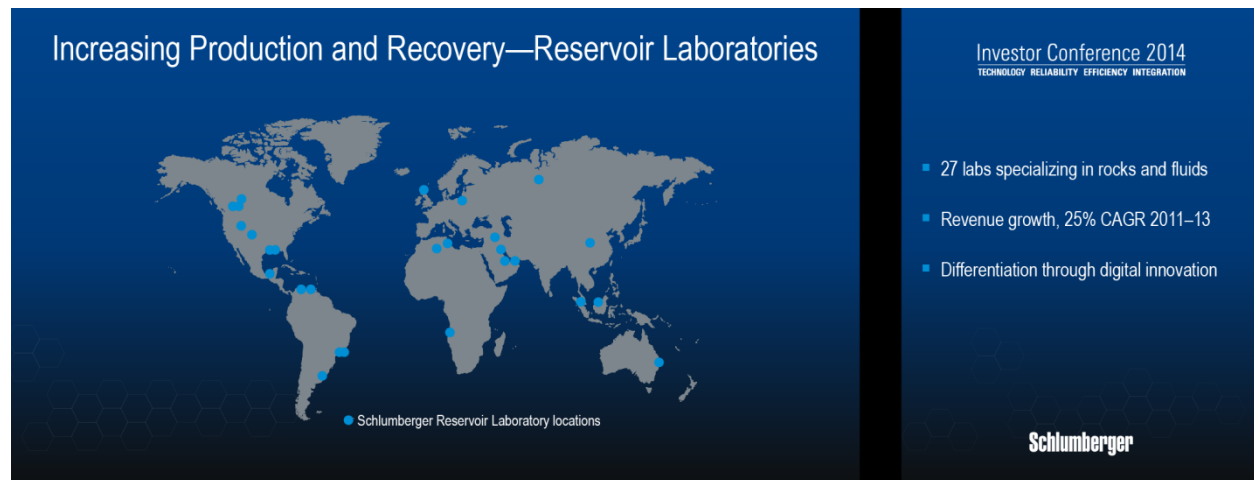 Increasing Production and Recovery—Reservoir Laboratories
Schlumberger Reservoir Laboratory locations
Investor Conference 2014
TECHNOLOGY RELIABILITY EFFICIENCY INTEGRATION
27 labs specializing in rocks and fluids
Revenue growth, 25% CAGR 2011–13
Differentiation through digital innovation
Schlumberger